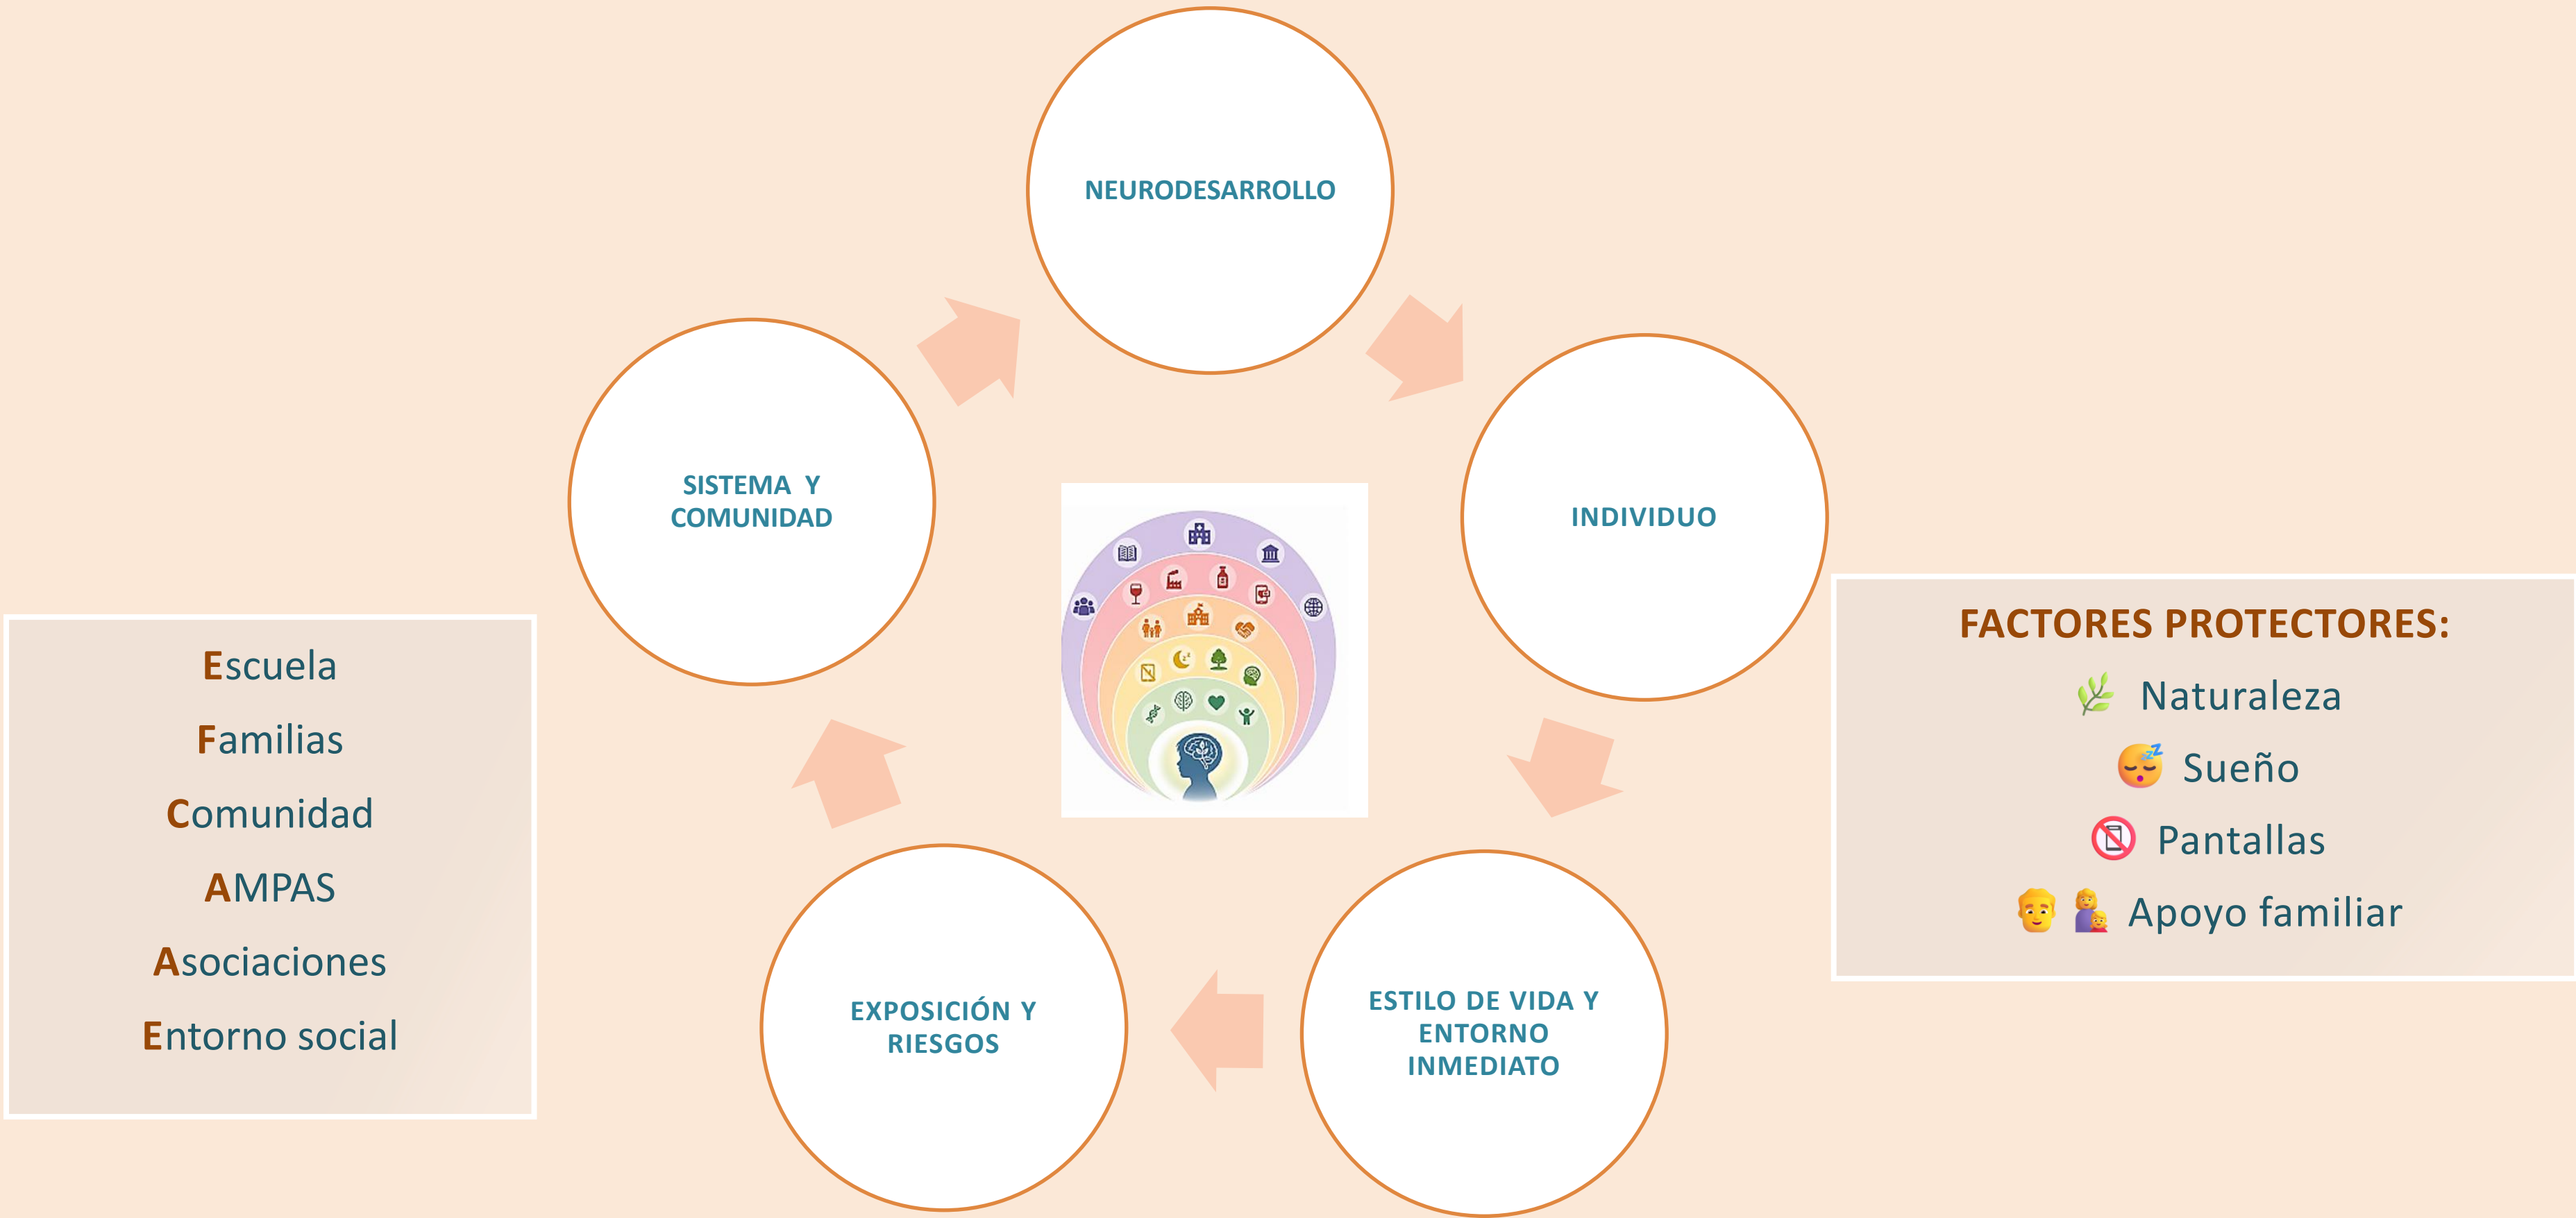 NEURODESARROLLO
SISTEMA Y
COMUNIDAD
INDIVIDUO
ESTILO DE VIDA Y
ENTORNO
INMEDIATO
EXPOSICIÓN Y
RIESGOS
Escuela
Familias
Comunidad
AMPAS
Asociaciones
Entorno social
FACTORES PROTECTORES:
Naturaleza
Sueño
Pantallas
Apoyo familiar